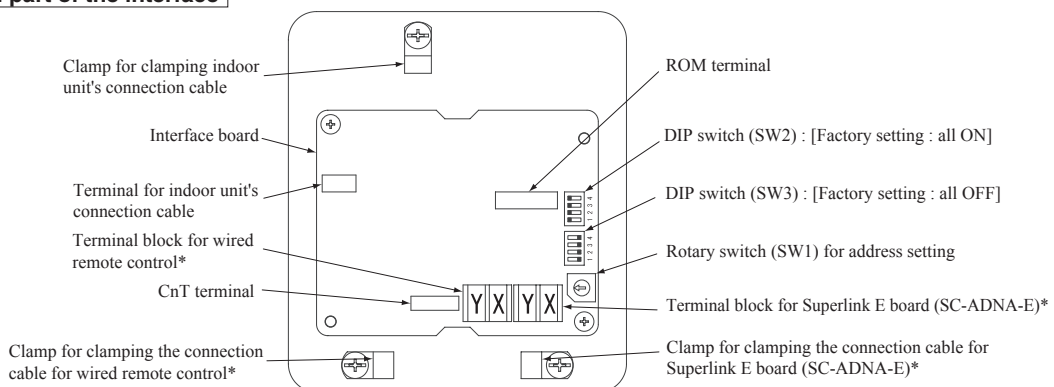 part of the interface
Clamp for clamping indoor
unit's connection cable
ROM terminal
Interface board
DIP switch (SW2) : [Factory setting : all ON]
Terminal for indoor unit's
connection cable
DIP switch (SW3) : [Factory setting : all OFF]
1 2 3 4
1 2 3 4
Terminal block for wired
remote control*
Rotary switch (SW1) for address setting
CnT terminal
Y X Y X
Terminal block for Superlink E board (SC-ADNA-E)*
Clamp for clamping the connection
cable for wired remote control*
Clamp for clamping the connection cable for
Superlink E board (SC-ADNA-E)*